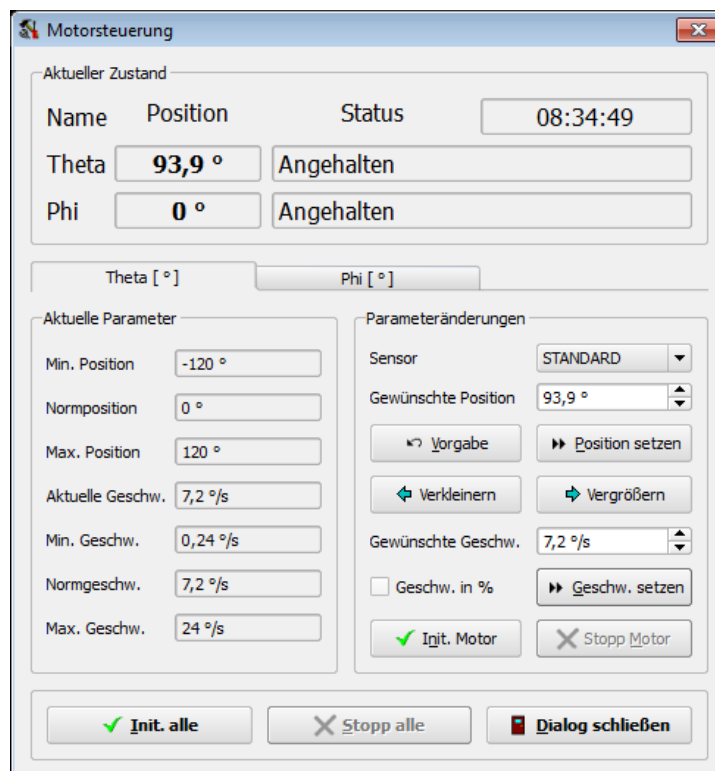 Motorsteuerung
Aktueller Zustand
Name Position Status 08:34:49
Theta 93,9 ° Angehalten
Phi 0 ° Angehalten
Theta [ ° ] Phi [ ° ]
Aktuelle Parameter
Min. Position -120 °
Normposition 0 °
Max. Position 120 °
Aktuelle Geschw. 7,2 °/s
Min. Geschw. 0,24 °/s
Normgeschw. 7,2 °/s
Max. Geschw. 24 °/s
Parameteränderungen
Sensor STANDARD
Gewünschte Position 93,9 °
Vorgabe Position setzen
Verkleinern Vergrößern
Gewünschte Geschw. 7,2 °/s
Geschw. in % Geschw. setzen
Init. Motor Stopp Motor
Init. alle Stopp alle Dialog schließen